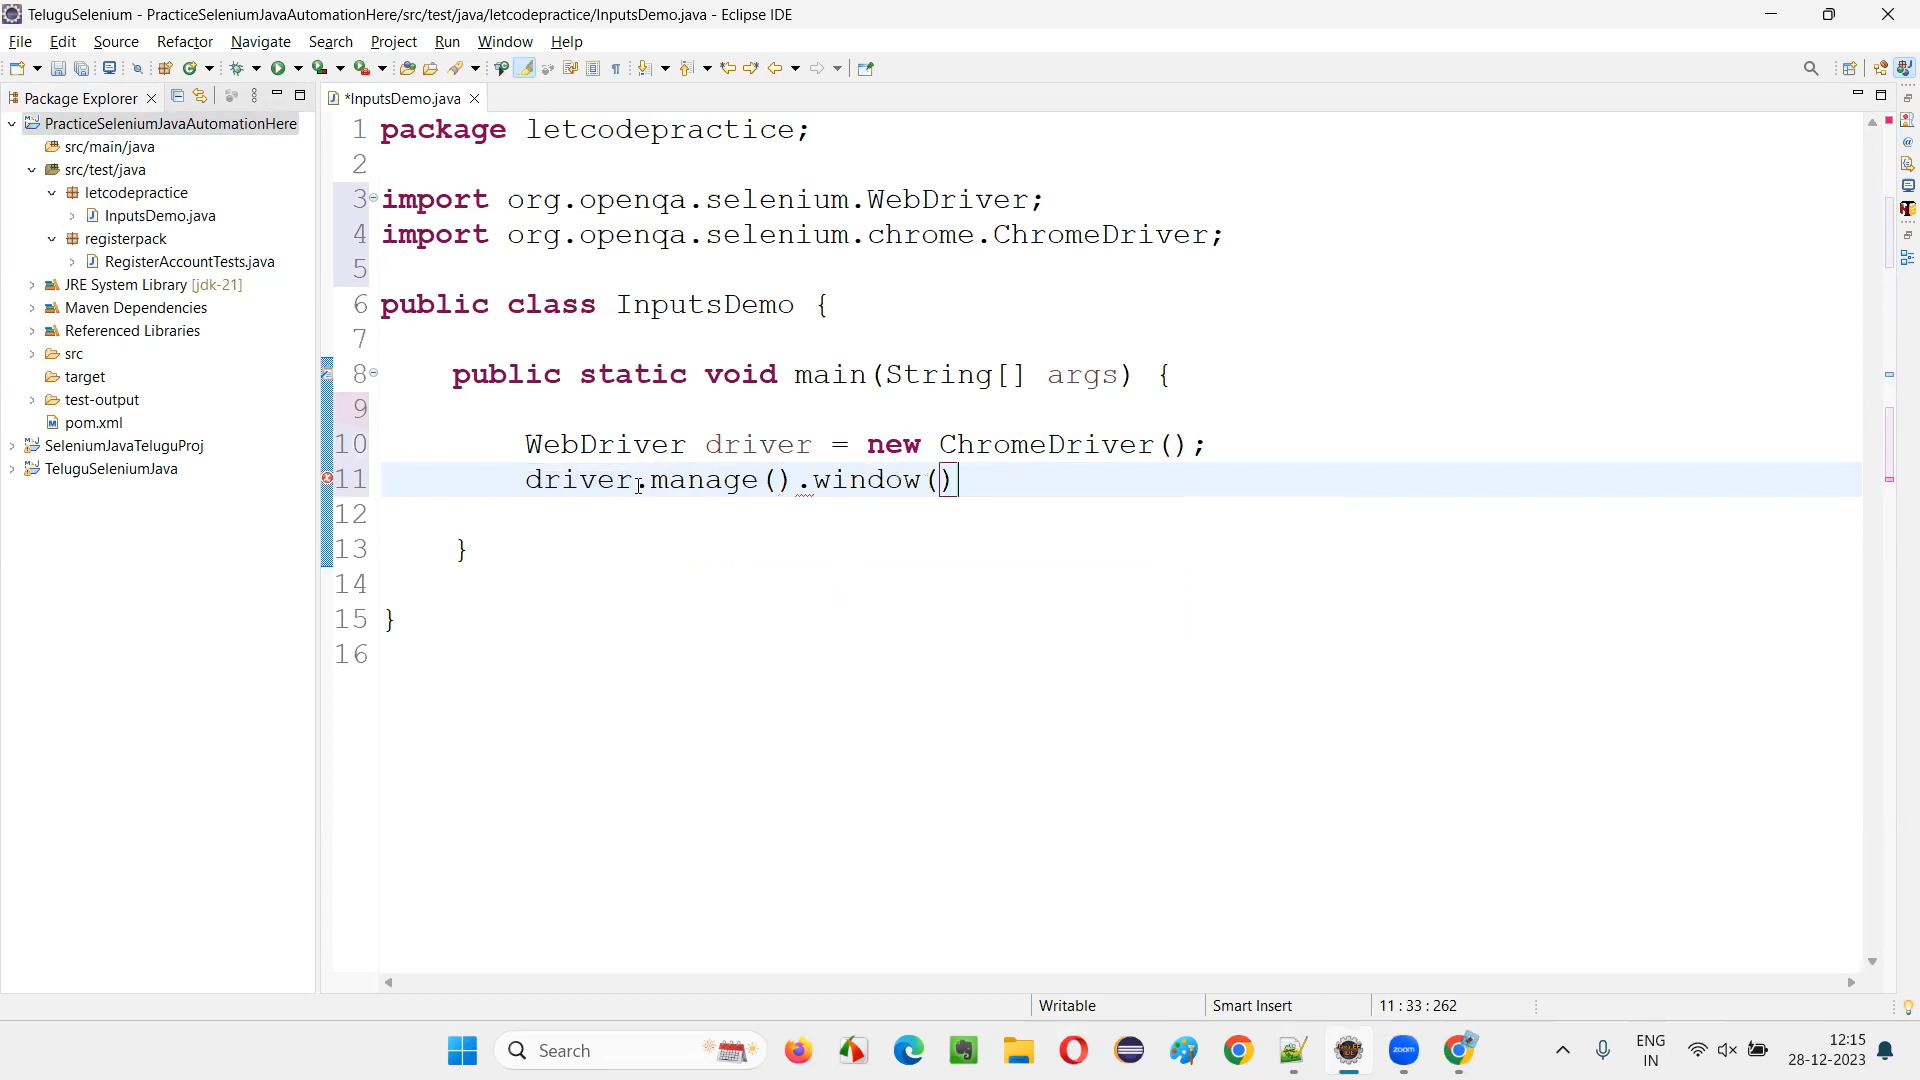 TeluguSelenium - PracticeSeleniumJavaAutomationHere/src/test/java/letcodepractice/InputsDemo.java - Eclipse IDE
File Edit Source Refactor Navigate Search Project Run Window Help
Package Explorer
*InputsDemo.java
PracticeSeleniumJavaAutomationHere
src/main/java
src/test/java
letcodepractice
InputsDemo.java
registerpack
RegisterAccountTests.java
JRE System Library [jdk-21]
Maven Dependencies
Referenced Libraries
src
target
test-output
pom.xml
SeleniumJavaTeluguProj
TeluguSeleniumJava
1 package letcodepractice;
2
3 import org.openqa.selenium.WebDriver;
4 import org.openqa.selenium.chrome.ChromeDriver;
5
6 public class InputsDemo {
7
8 public static void main(String[] args) {
9
10 WebDriver driver = new ChromeDriver();
11 driver.manage().window()
12
13 }
14
15 }
16
Writable Smart Insert 11 : 33 : 262
Search
zoom
ENG
IN
12:15
28-12-2023